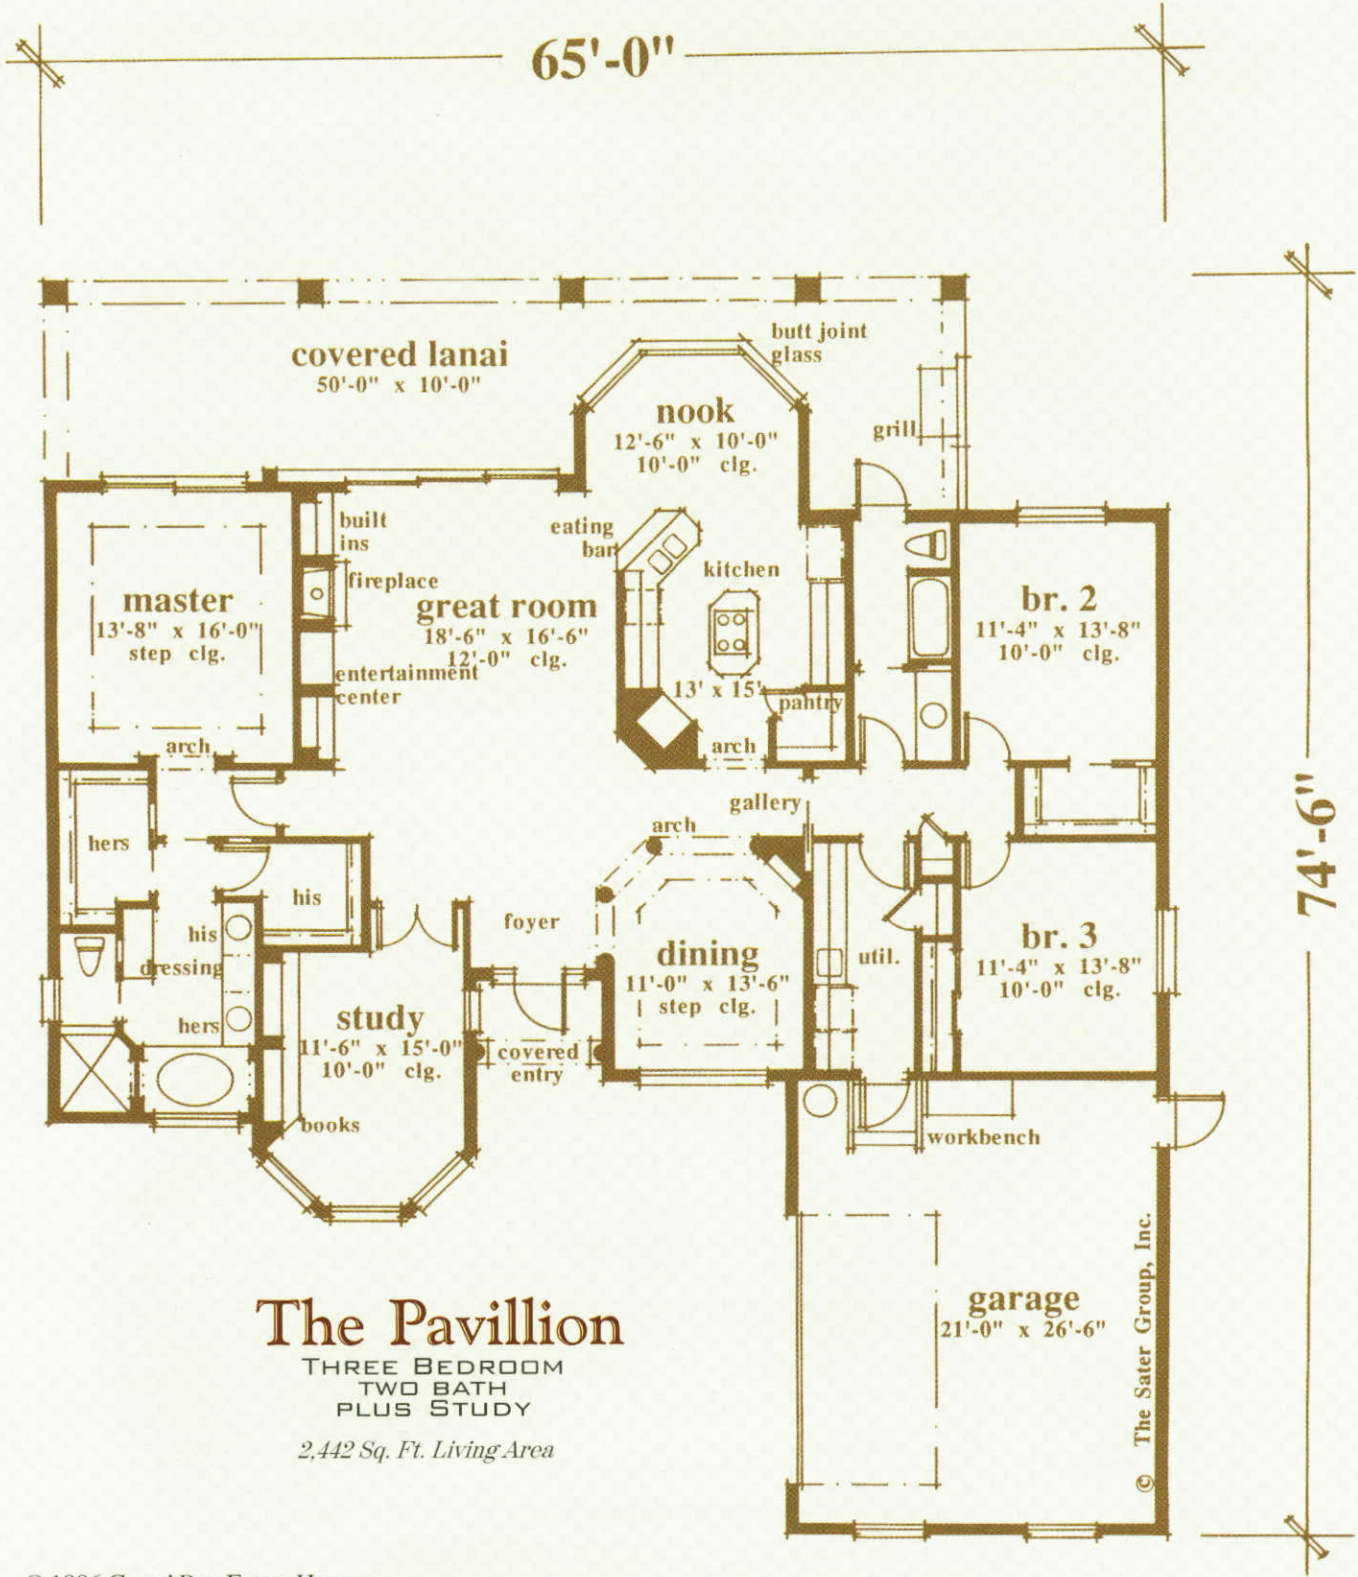 65'-0"
covered lanai
50'-0" x 10'-0"
butt joint
glass
nook
12'-6" x 10'-0"
10'-0" clg.
grill
built
ins
eating
bar
fireplace
kitchen
master
13'-8" x 16'-0"
step clg.
great room
18'-6" x 16'-6"
12'-0" clg.
br. 2
11'-4" x 13'-8"
10'-0" clg.
entertainment
center
13' x 15'
pantry
arch
arch
gallery
arch
74'-6"
hers
his
foyer
his
dressing
hers
dining
11'-0" x 13'-6"
step clg.
util.
br. 3
11'-4" x 13'-8"
10'-0" clg.
study
11'-6" x 15'-0"
10'-0" clg.
covered
entry
books
workbench
garage
21'-0" x 26'-6"
© The Sater Group, Inc.
The Pavillion
THREE BEDROOM
TWO BATH
PLUS STUDY
2,442 Sq. Ft. Living Area